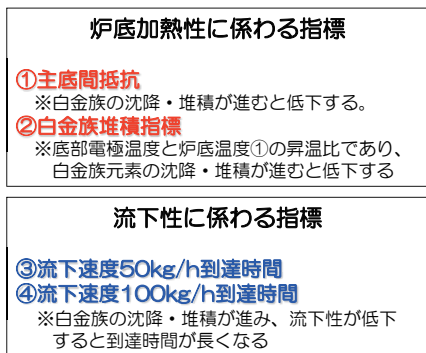 炉底加熱性に係わる指標
①主底間抵抗
※白金族の沈降・堆積が進むと低下する。
②白金族堆積指標
※底部電極温度と炉底温度①の昇温比であり、
白金族元素の沈降・堆積が進むと低下する
流下性に係わる指標
③流下速度50kg/h到達時間
④流下速度100kg/h到達時間
※白金族の沈降・堆積が進み、流下性が低下
すると到達時間が長くなる